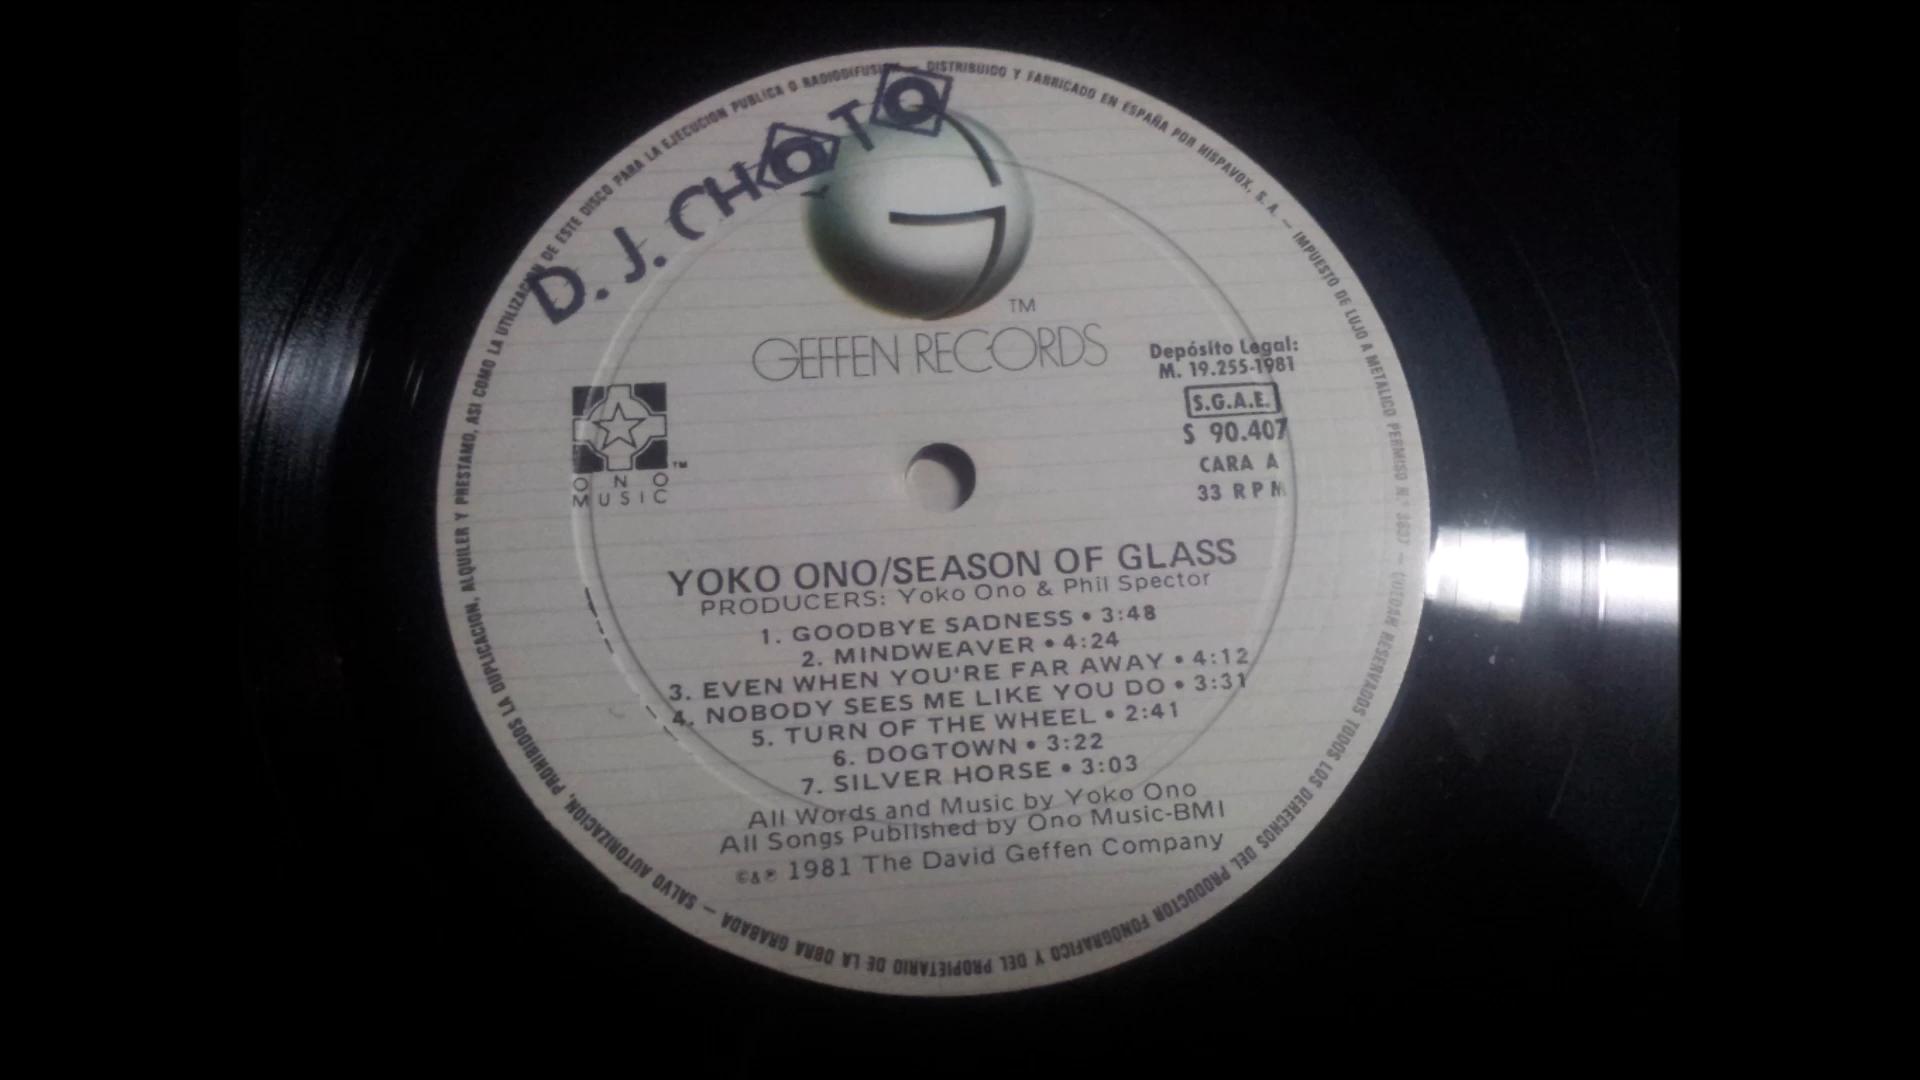 D. J. CHOTO
TM
GEFFEN RECORDS
Depósito Legal:
M. 19.255-1981
S.G.A.E.
S 90.407
CARA A
33 RPM
TM
ONO
MUSIC
YOKO ONO/SEASON OF GLASS
PRODUCERS: Yoko Ono & Phil Spector
1. GOODBYE SADNESS • 3:48
2. MINDWEAVER • 4:24
3. EVEN WHEN YOU'RE FAR AWAY • 4:12
4. NOBODY SEES ME LIKE YOU DO • 3:31
5. TURN OF THE WHEEL • 2:41
6. DOGTOWN • 3:22
7. SILVER HORSE • 3:03
All Words and Music by Yoko Ono
All Songs Published by Ono Music-BMI
©&℗ 1981 The David Geffen Company
DISTRIBUIDO Y FABRICADO EN ESPAÑA POR HISPAVOX, S. A. — IMPUESTO DE LUJO A METALICO PERMISO N.° 3637 — QUEDAN RESERVADOS TODOS LOS DERECHOS DEL PRODUCTOR FONOGRAFICO Y DEL PROPIETARIO DE LA OBRA GRABADA — SALVO AUTORIZACION, PROHIBIDOS LA DUPLICACION, ALQUILER Y PRESTAMO, ASI COMO LA UTILIZACION DE ESTE DISCO PARA LA EJECUCION PUBLICA O RADIODIFUSION —